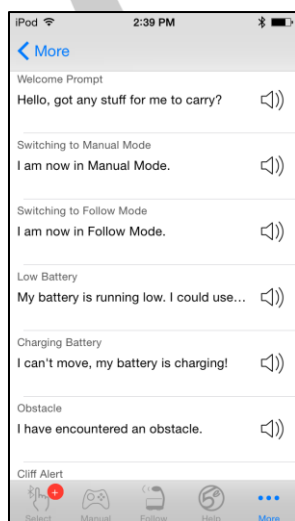 iPod 2:39 PM
More
Welcome Prompt
Hello, got any stuff for me to carry?
Switching to Manual Mode
I am now in Manual Mode.
Switching to Follow Mode
I am now in Follow Mode.
Low Battery
My battery is running low. I could use...
Charging Battery
I can't move, my battery is charging!
Obstacle
I have encountered an obstacle.
Cliff Alert
Select Manual Follow Help More